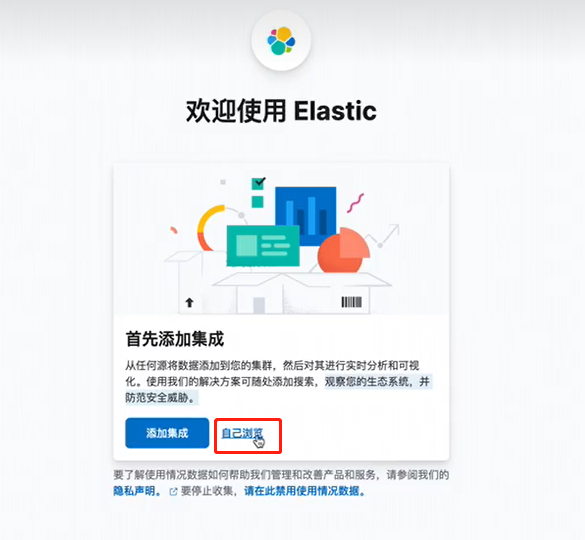 欢迎使用 Elastic
首先添加集成
从任何源将数据添加到您的集群，然后对其进行实时分析和可视
化。使用我们的解决方案可随处添加搜索，观察您的生态系统，并
防范安全威胁。
添加集成 自己浏览
要了解使用情况数据如何帮助我们管理和改善产品和服务，请参阅我们的
隐私声明。 要停止收集，请在此禁用使用情况数据。